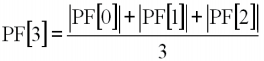 PF[3] = |PF[0]| + |PF[1]| + |PF[2]| / 3